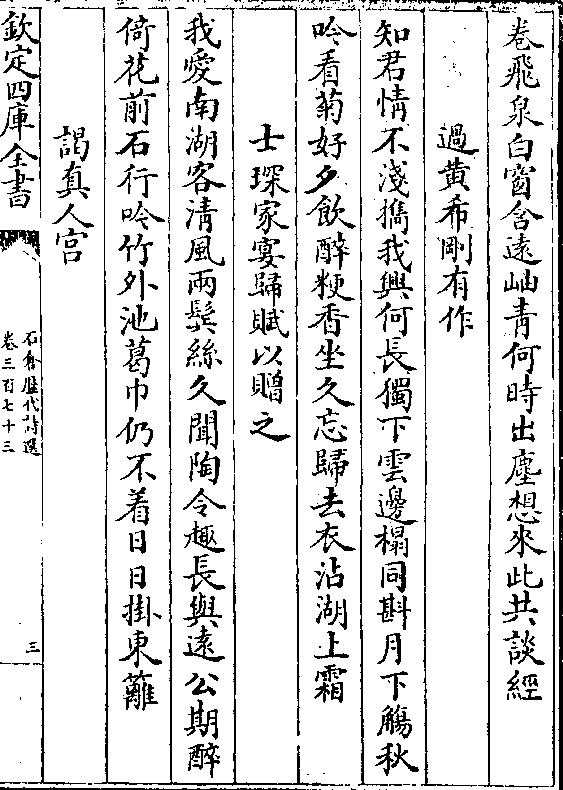 卷飛泉白窗含遠岫青何時出塵想來此共談經
過黄希剛有作
知君情不淺擕我興何長獨下雲邊榻同斟月下觴秋
吟看菊好夕飲醉粳香坐久忘歸去衣沾湖上霜
士琛家宴歸賦以贈之
我愛南湖客清風兩鬂絲久聞陶令趣長與遠公期醉
倚花前石行吟竹外池葛巾仍不着日日掛東籬
謁真人宫
欽定四庫全書
石倉歴代詩選
卷三百七十三
三